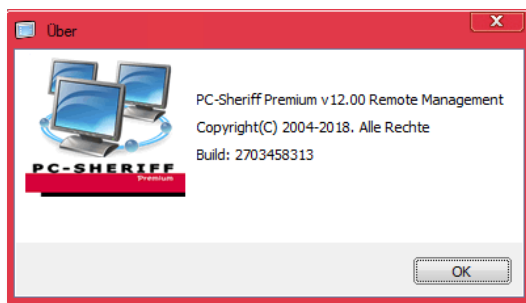 Über
PC-Sheriff Premium v12.00 Remote Management
Copyright(C) 2004-2018. Alle Rechte
Build: 2703458313
PC-SHERIFF
Premium
OK